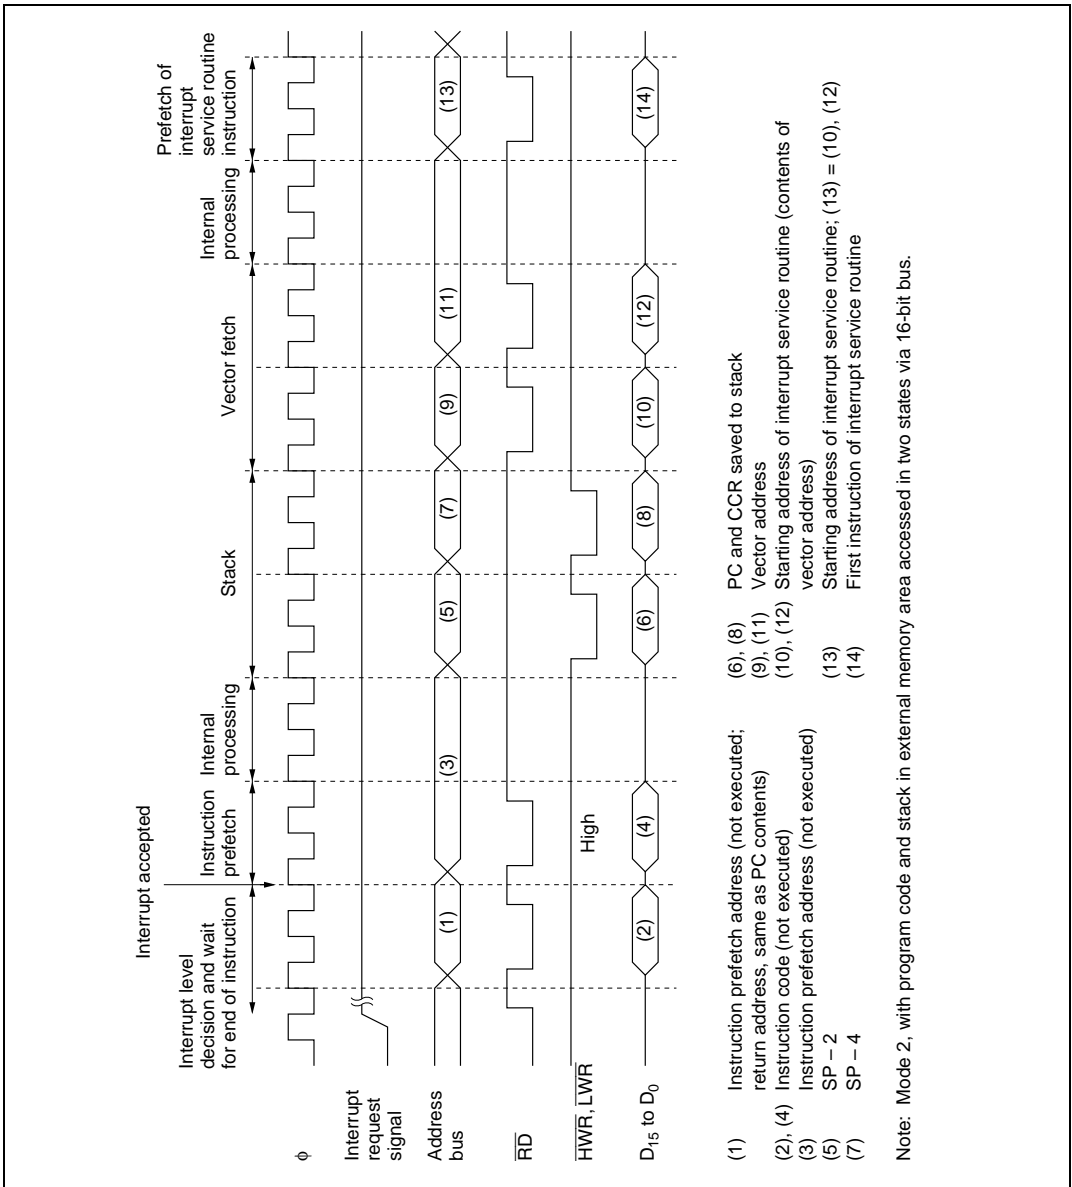 Interrupt accepted
Interrupt level
decision and wait
for end of instruction
Instruction
prefetch
Internal
processing
Stack
Vector fetch
Internal
processing
Prefetch of
interrupt
service routine
instruction
φ
Interrupt
request
signal
Address
bus
(1)
(3)
(5)
(7)
(9)
(11)
(13)
RD
HWR, LWR
High
D15 to D0
(2)
(4)
(6)
(8)
(10)
(12)
(14)
(1) Instruction prefetch address (not executed;
return address, same as PC contents)
(2), (4) Instruction code (not executed)
(3) Instruction prefetch address (not executed)
(5) SP – 2
(7) SP – 4
(6), (8) PC and CCR saved to stack
(9), (11) Vector address
(10), (12) Starting address of interrupt service routine (contents of
vector address)
(13) Starting address of interrupt service routine; (13) = (10), (12)
(14) First instruction of interrupt service routine
Note: Mode 2, with program code and stack in external memory area accessed in two states via 16-bit bus.